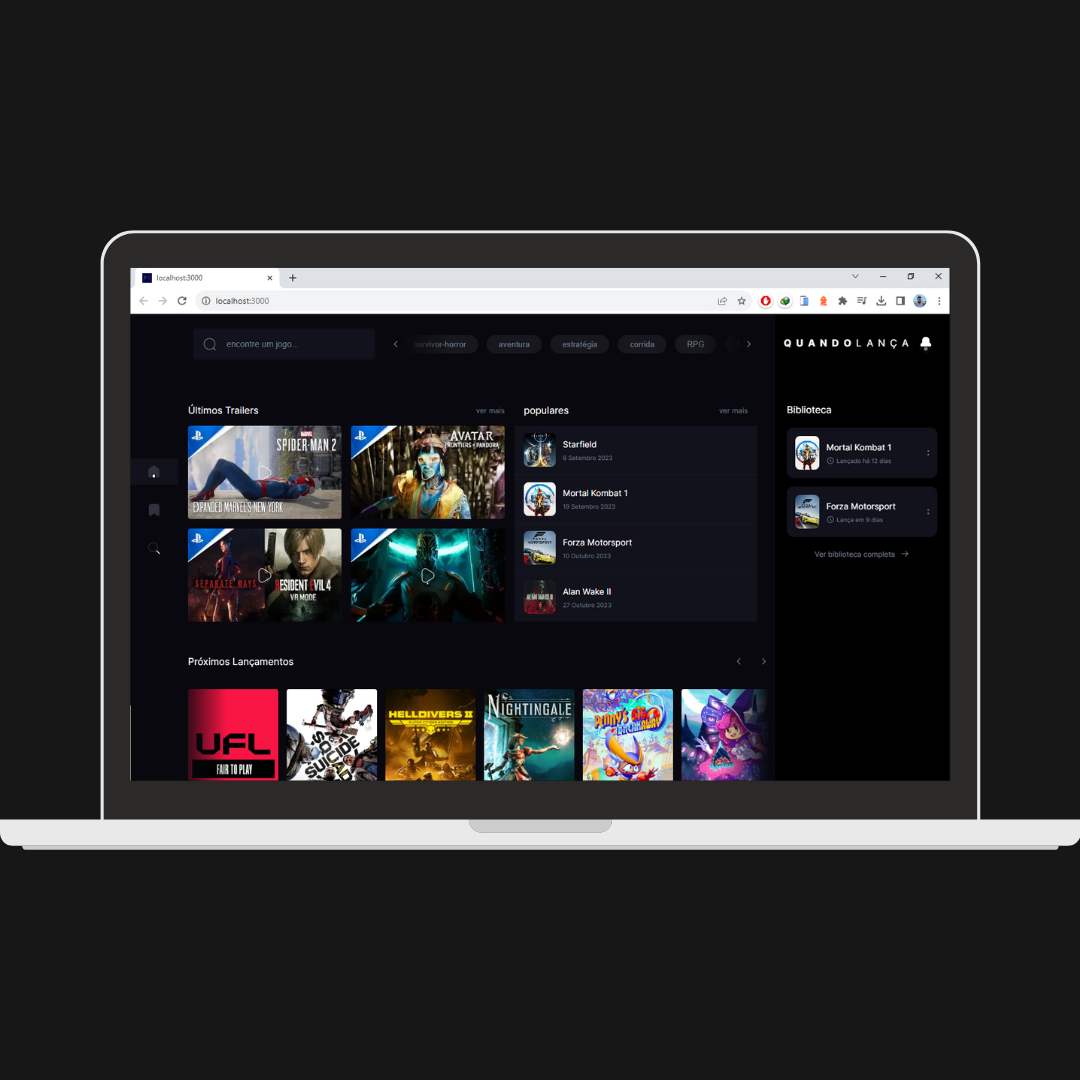 localhost:3000
localhost:3000
encontre um jogo...
survivor-horror
aventura
estratégia
corrida
RPG
QUANDOLANÇA
Últimos Trailers
ver mais
populares
ver mais
Biblioteca
MARVEL
SPIDER-MAN 2
EXPANDED MARVEL'S NEW YORK
AVATAR
FRONTIERS of PANDORA
SEPARATE WAYS
RESIDENT EVIL 4
VR MODE
Starfield
6 Setembro 2023
Mortal Kombat 1
19 Setembro 2023
Forza Motorsport
10 Outubro 2023
Alan Wake II
27 Outubro 2023
Mortal Kombat 1
Lançado há 12 dias
Forza Motorsport
Lança em 9 dias
Ver biblioteca completa
Próximos Lançamentos
UFL
FAIR TO PLAY
SUICIDE
HELLDIVERS II
NIGHTINGALE
PENNY'S BIG
BREAKAWAY